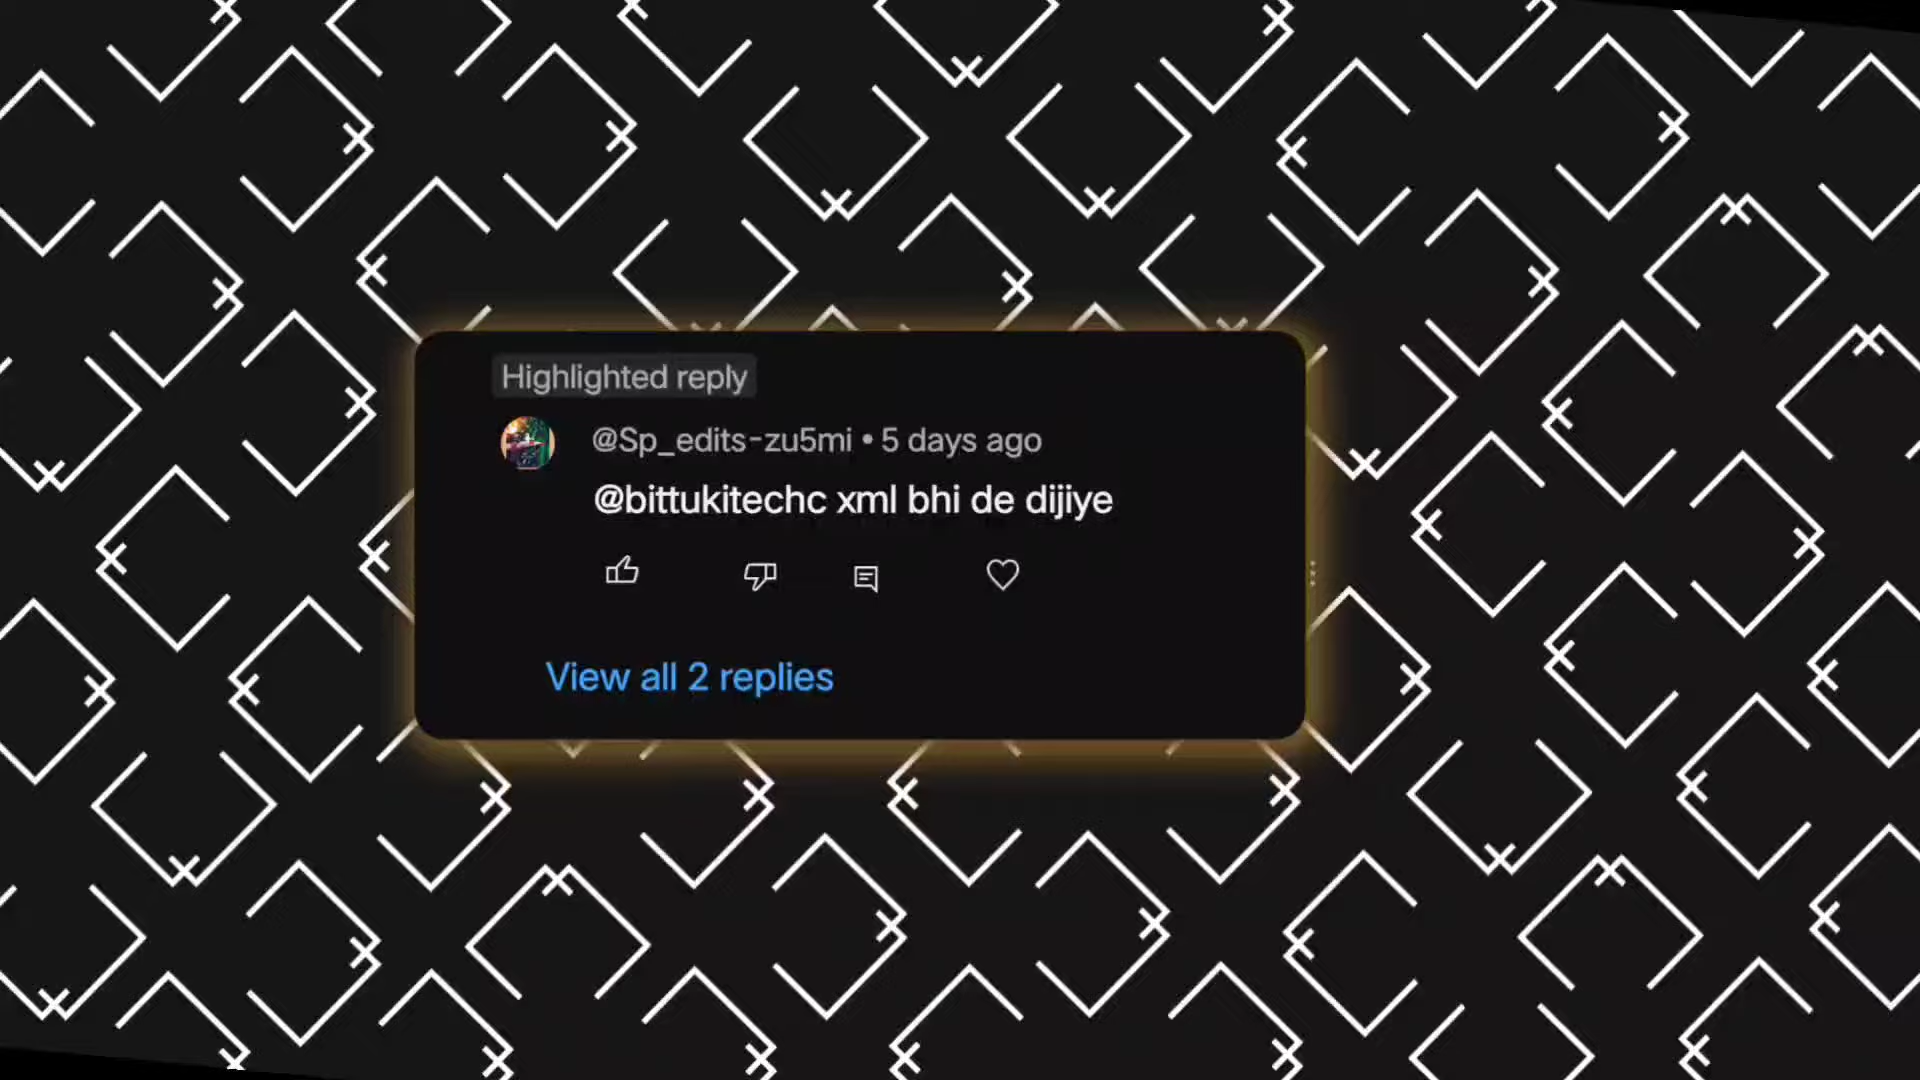 Highlighted reply
@Sp_edits-zu5mi • 5 days ago
@bittukitechc xml bhi de dijiye
View all 2 replies